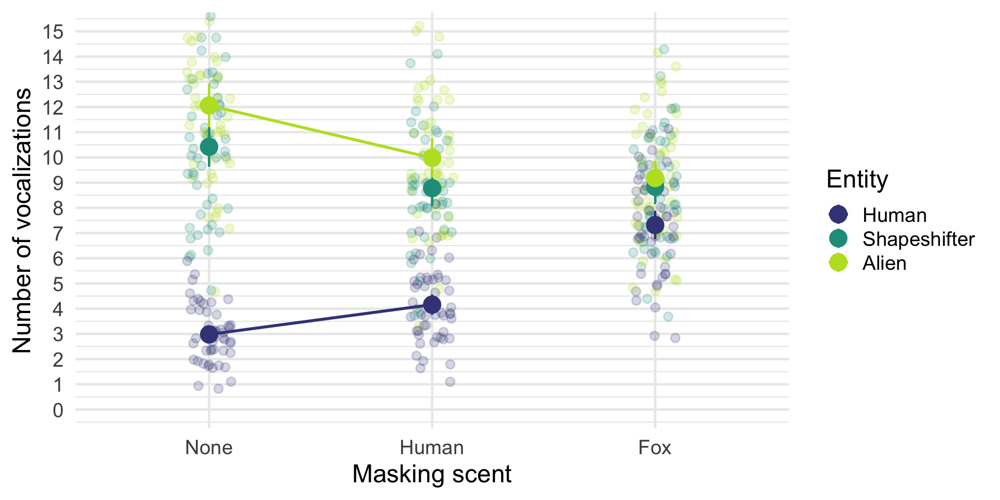 Number of vocalizations
15
14
13
12
11
10
9
8
7
6
5
4
3
2
1
0
None
Human
Fox
Masking scent
Entity
Human
Shapeshifter
Alien